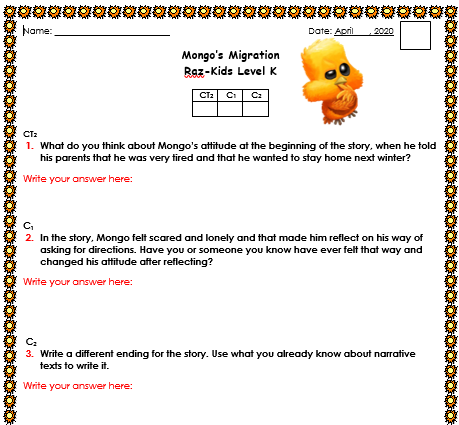 Name: ___________________________ Date: April ___, 2020
Mongo's Migration
Raz-Kids Level K
CT2 C1 C2
CT2
1. What do you think about Mongo's attitude at the beginning of the story, when he told
his parents that he was very tired and that he wanted to stay home next winter?
Write your answer here:
C1
2. In the story, Mongo felt scared and lonely and that made him reflect on his way of
asking for directions. Have you or someone you know have ever felt that way and
changed his attitude after reflecting?
Write your answer here:
C2
3. Write a different ending for the story. Use what you already know about narrative
texts to write it.
Write your answer here: